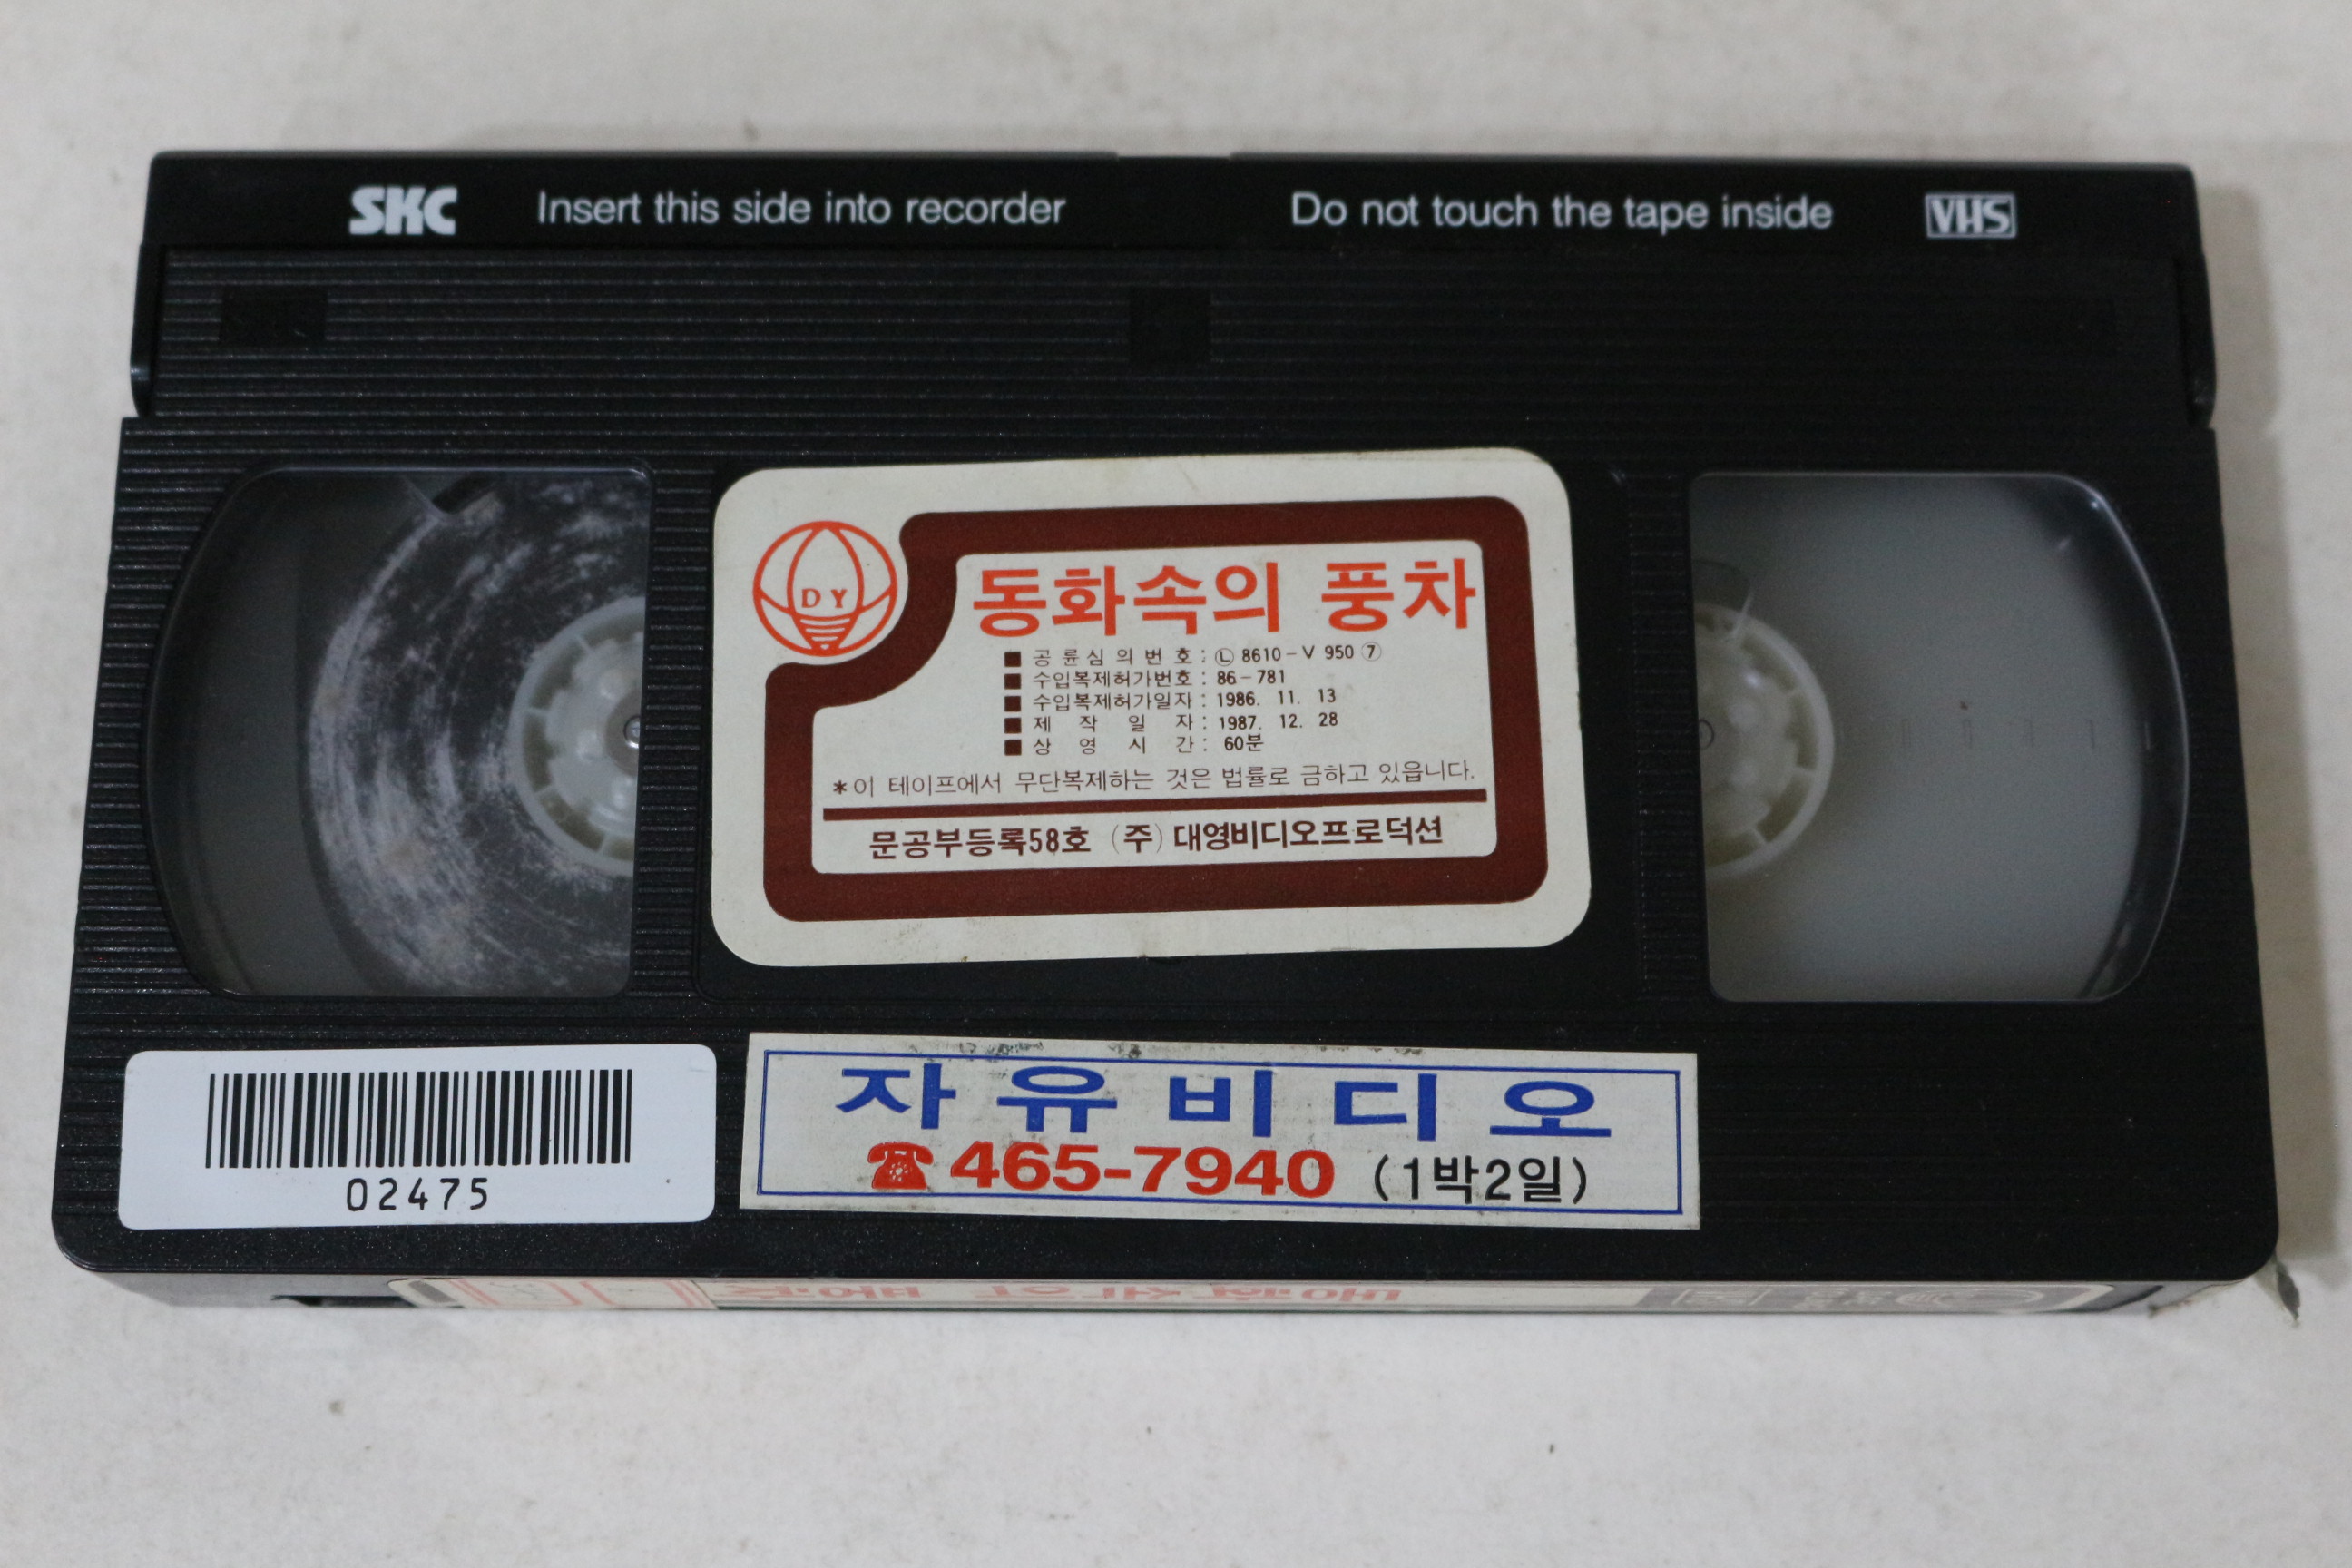 SKC Insert this side into recorder Do not touch the tape inside VHS
DY
동화속의 풍차
■ 공륜심의번호: Ⓛ 8610-V 950 ⑦
■ 수입복제허가번호: 86-781
■ 수입복제허가일자: 1986. 11. 13
■ 제작일자: 1987. 12. 28
■ 상영시간: 60분
*이 테이프에서 무단복제하는 것은 법률로 금하고 있읍니다.
문공부등록58호 (주) 대영비디오프로덕션
02475
자유비디오
☎465-7940 (1박2일)
동화속의 풍차